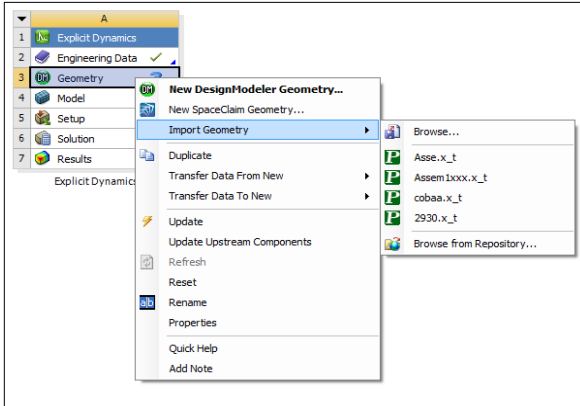 A
1 Explicit Dynamics
2 Engineering Data
3 Geometry
4 Model
5 Setup
6 Solution
7 Results
Explicit Dynamics
New DesignModeler Geometry...
New SpaceClaim Geometry...
Import Geometry
Duplicate
Transfer Data From New
Transfer Data To New
Update
Update Upstream Components
Refresh
Reset
Rename
Properties
Quick Help
Add Note
Browse...
Asse.x_t
Assem1xxx.x_t
cobaa.x_t
2930.x_t
Browse from Repository...